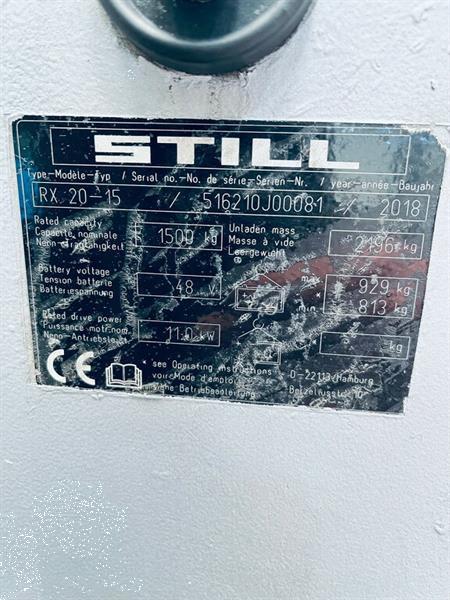 STILL
Type-Modèle-Typ / Serial no.-No. de série-Serien-Nr. / year-année-Baujahr
RX 20-15 / 516210J00081 / 2018
Rated capacity
Capacité nominale
Nenn-tragfähigkeit
1500 kg
Unladen mass
Masse à vide
Leergewicht
2196 kg
Battery voltage
Tension batterie
Batteriespannung
48 V
max 929 kg
min 813 kg
Rated drive power
Puissance motr.nom.
Nenn-Antriebsleist.
11.0 kW
kg
CE
see Operating instructions
voir Mode d'emploi
siehe Betriebsanleitung
D-22113 Hamburg
Berzeliusstr. 10